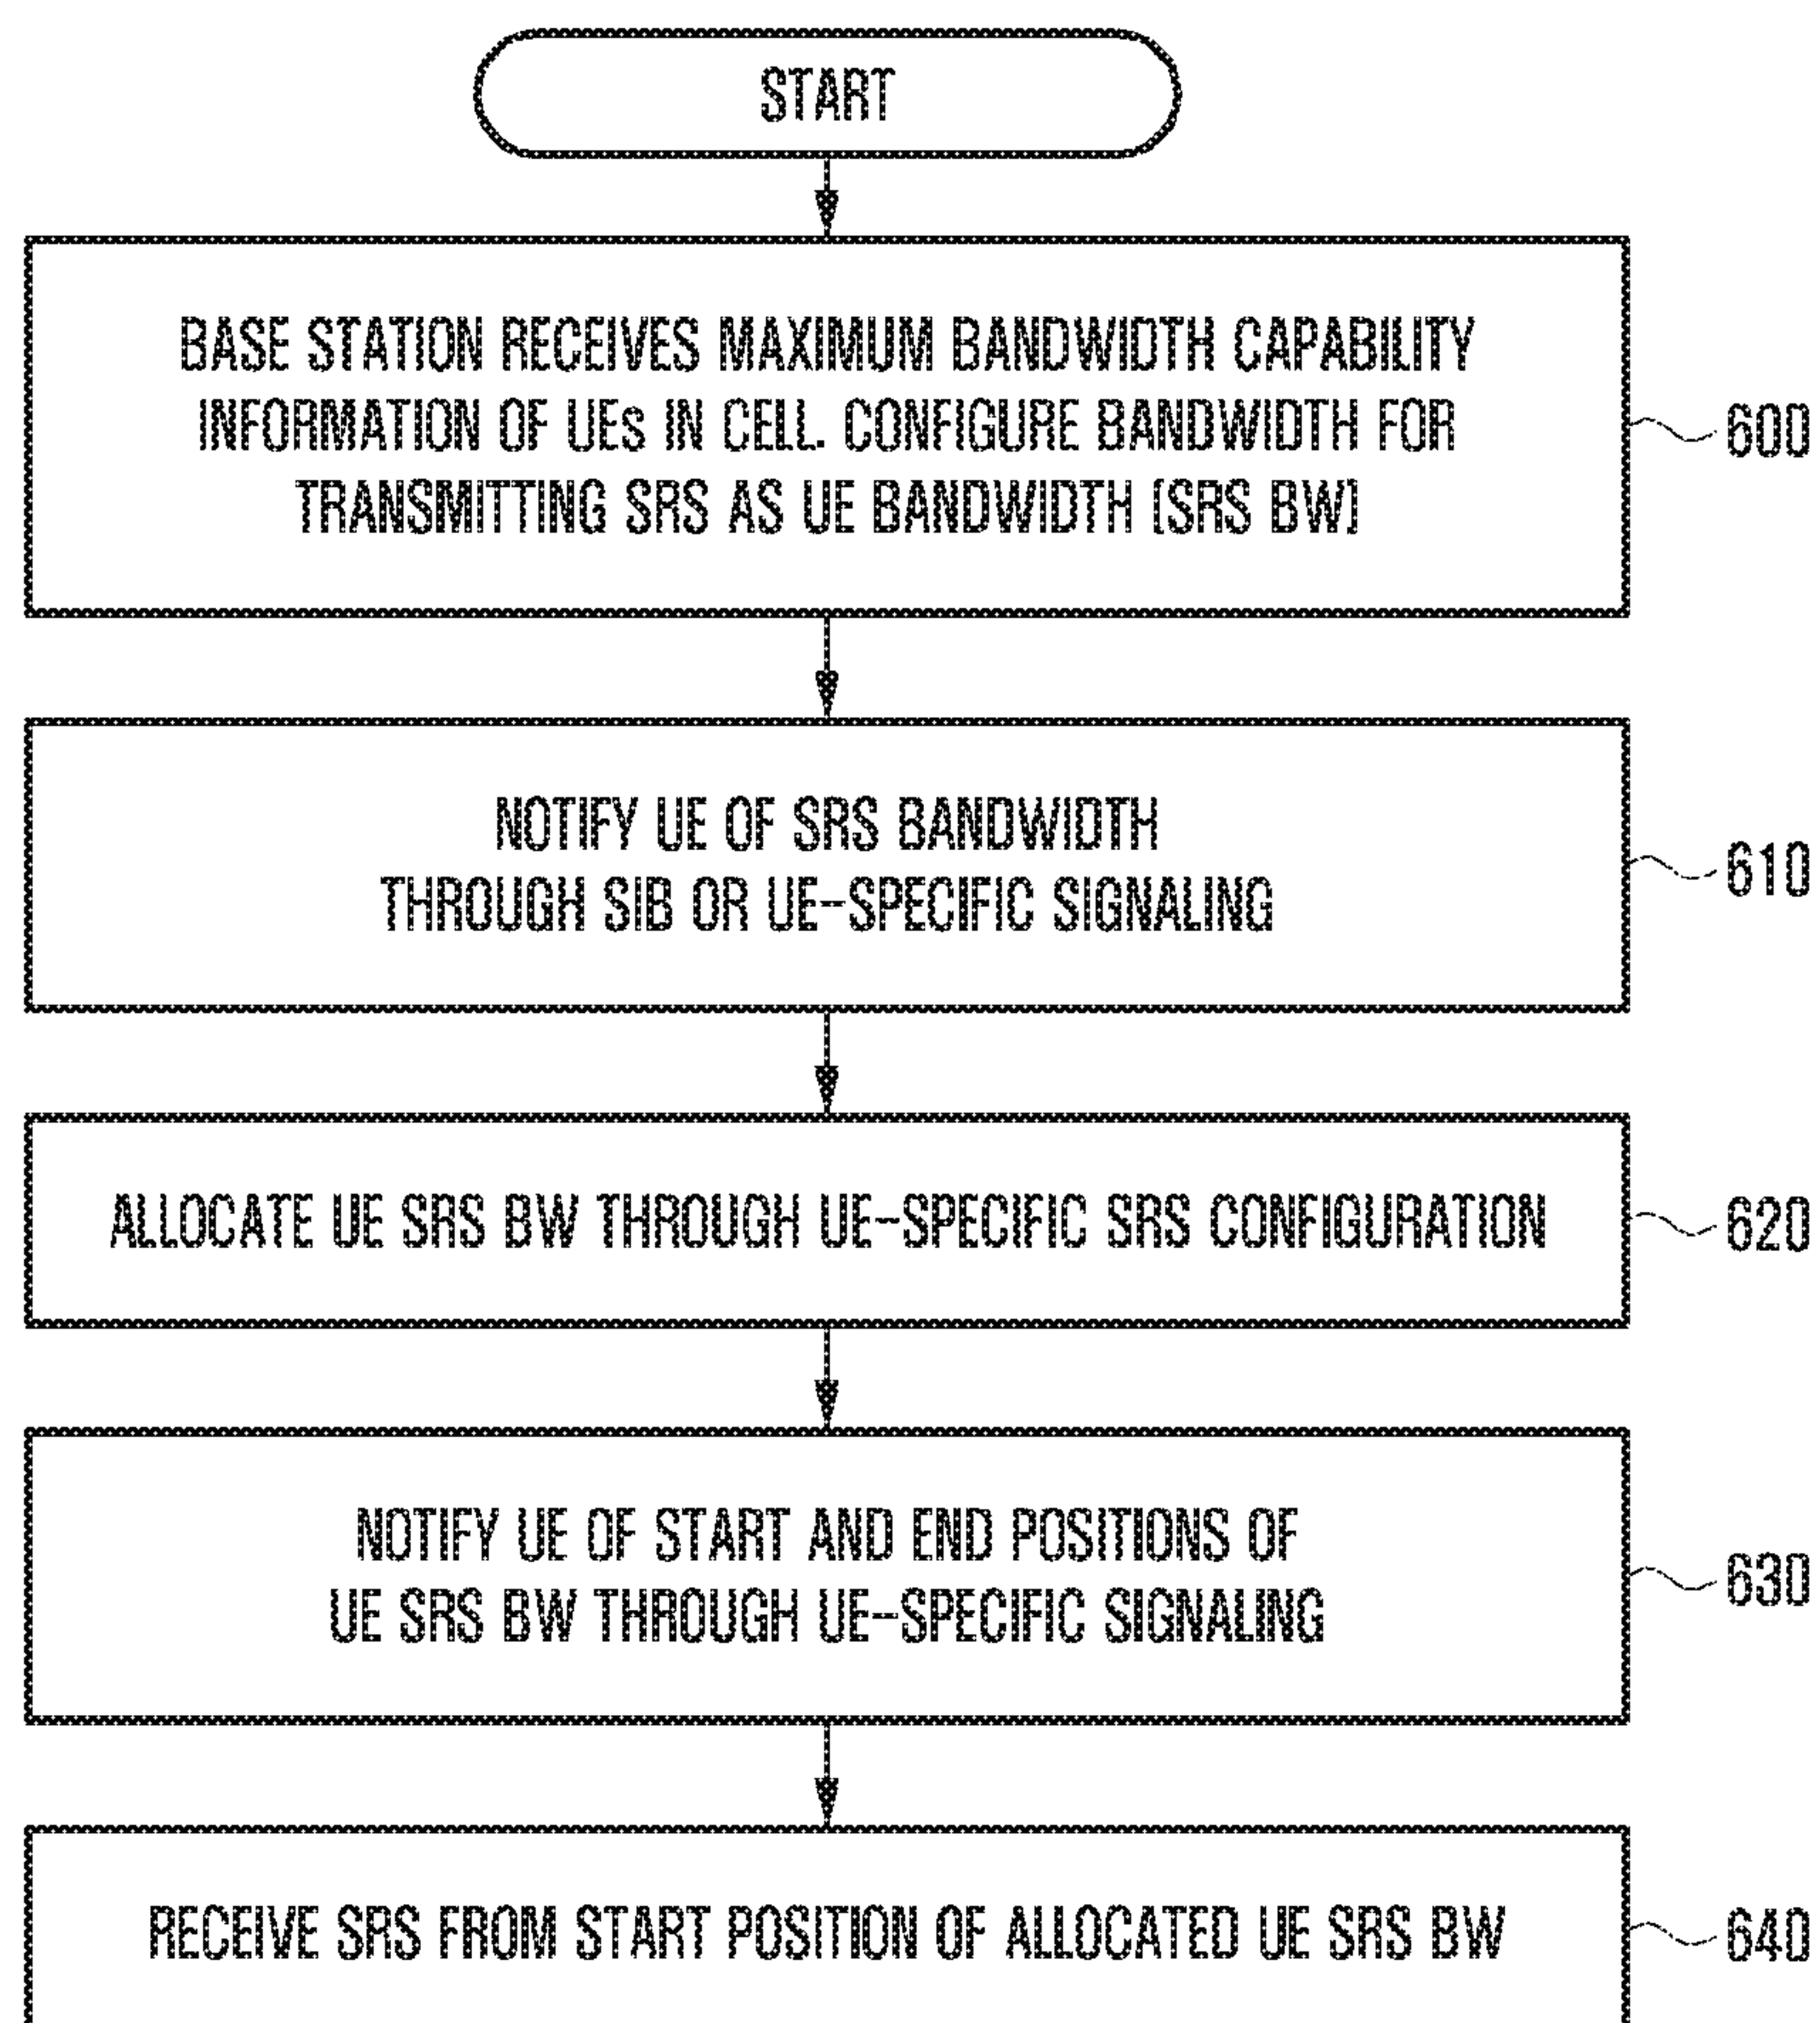 START
BASE STATION RECEIVES MAXIMUM BANDWIDTH CAPABILITY
INFORMATION OF UEs IN CELL. CONFIGURE BANDWIDTH FOR
TRANSMITTING SRS AS UE BANDWIDTH (SRS BW)
600
NOTIFY UE OF SRS BANDWIDTH
THROUGH SIB OR UE-SPECIFIC SIGNALING
610
ALLOCATE UE SRS BW THROUGH UE-SPECIFIC SRS CONFIGURATION
620
NOTIFY UE OF START AND END POSITIONS OF
UE SRS BW THROUGH UE-SPECIFIC SIGNALING
630
RECEIVE SRS FROM START POSITION OF ALLOCATED UE SRS BW
640